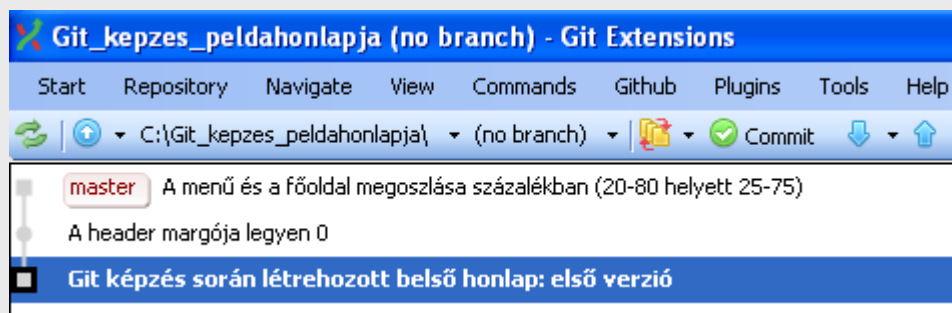 Git_kepzes_peldahonlapja (no branch) - Git Extensions
Start Repository Navigate View Commands Github Plugins Tools Help
C:\Git_kepzes_peldahonlapja\ (no branch) Commit
master A menű és a főoldal megoszlása százalékban (20-80 helyett 25-75)
A header margója legyen 0
Git képzés során létrehozott belső honlap: első verzió